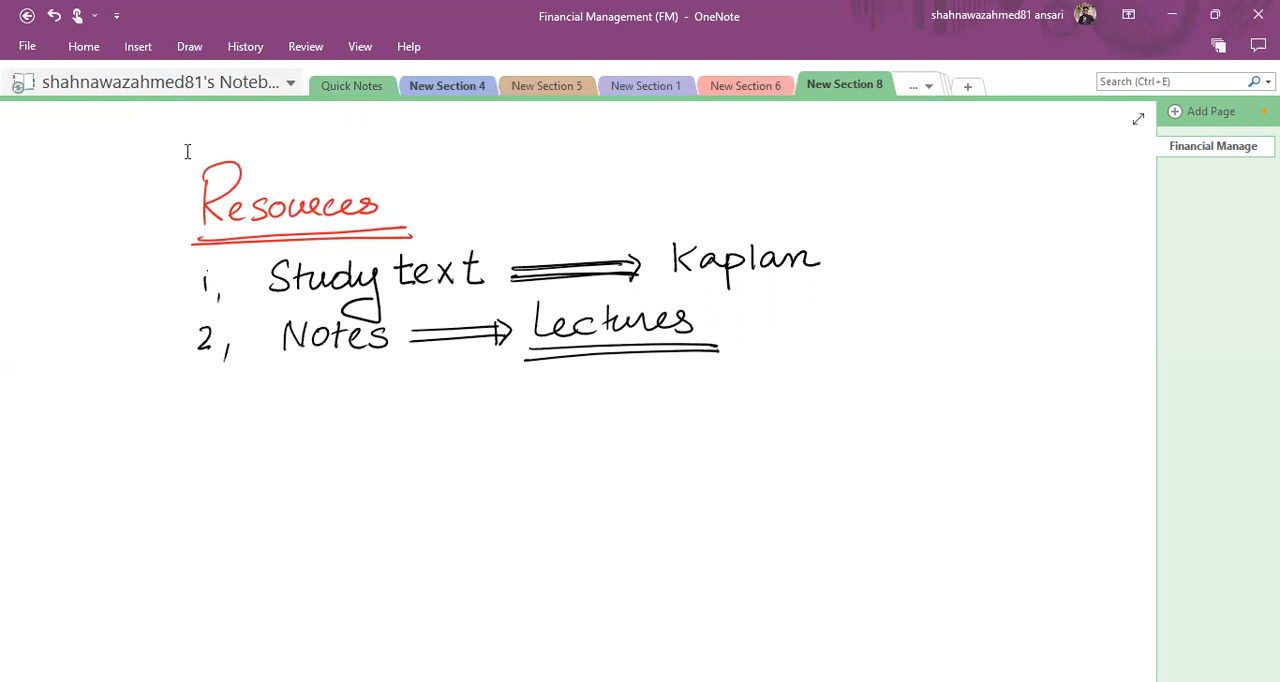 Financial Management (FM) - OneNote
shahnawazahmed81 ansari
File Home Insert Draw History Review View Help
shahnawazahmed81's Noteb... Quick Notes New Section 4 New Section 5 New Section 1 New Section 6 New Section 8 ... + Search (Ctrl+E)
Add Page
Financial Manage
Resources
1, Study text ⟹ Kaplan
2, Notes ⟹ Lectures